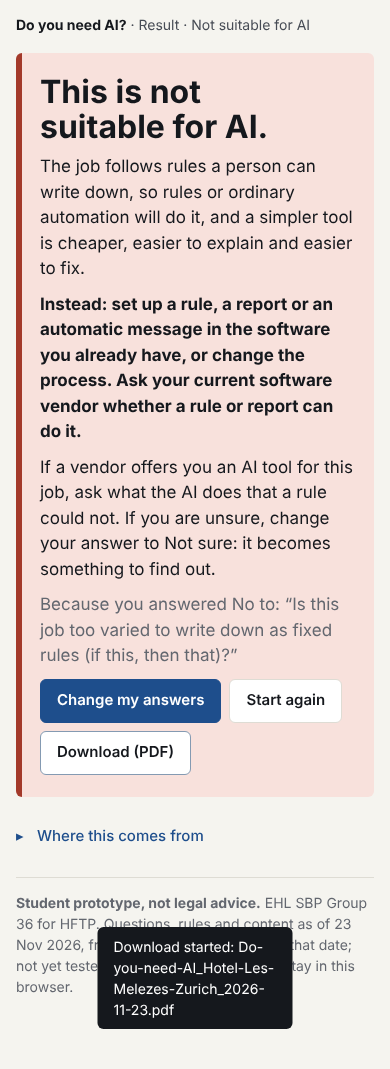 Do you need AI? · Result · Not suitable for AI
This is not
suitable for AI.
The job follows rules a person can
write down, so rules or ordinary
automation will do it, and a simpler tool
is cheaper, easier to explain and easier
to fix.
Instead: set up a rule, a report or an
automatic message in the software
you already have, or change the
process. Ask your current software
vendor whether a rule or report can
do it.
If a vendor offers you an AI tool for this
job, ask what the AI does that a rule
could not. If you are unsure, change
your answer to Not sure: it becomes
something to find out.
Because you answered No to: “Is this
job too varied to write down as fixed
rules (if this, then that)?”
Change my answers
Start again
Download (PDF)
▸ Where this comes from
Student prototype, not legal advice. EHL SBP Group
36 for HFTP. Questions, rules and content as of 23
Nov 2026, that date;
not yet stay in this
browser.
Download started: Do-
you-need-AI_Hotel-Les-
Melezes-Zurich_2026-
11-23.pdf